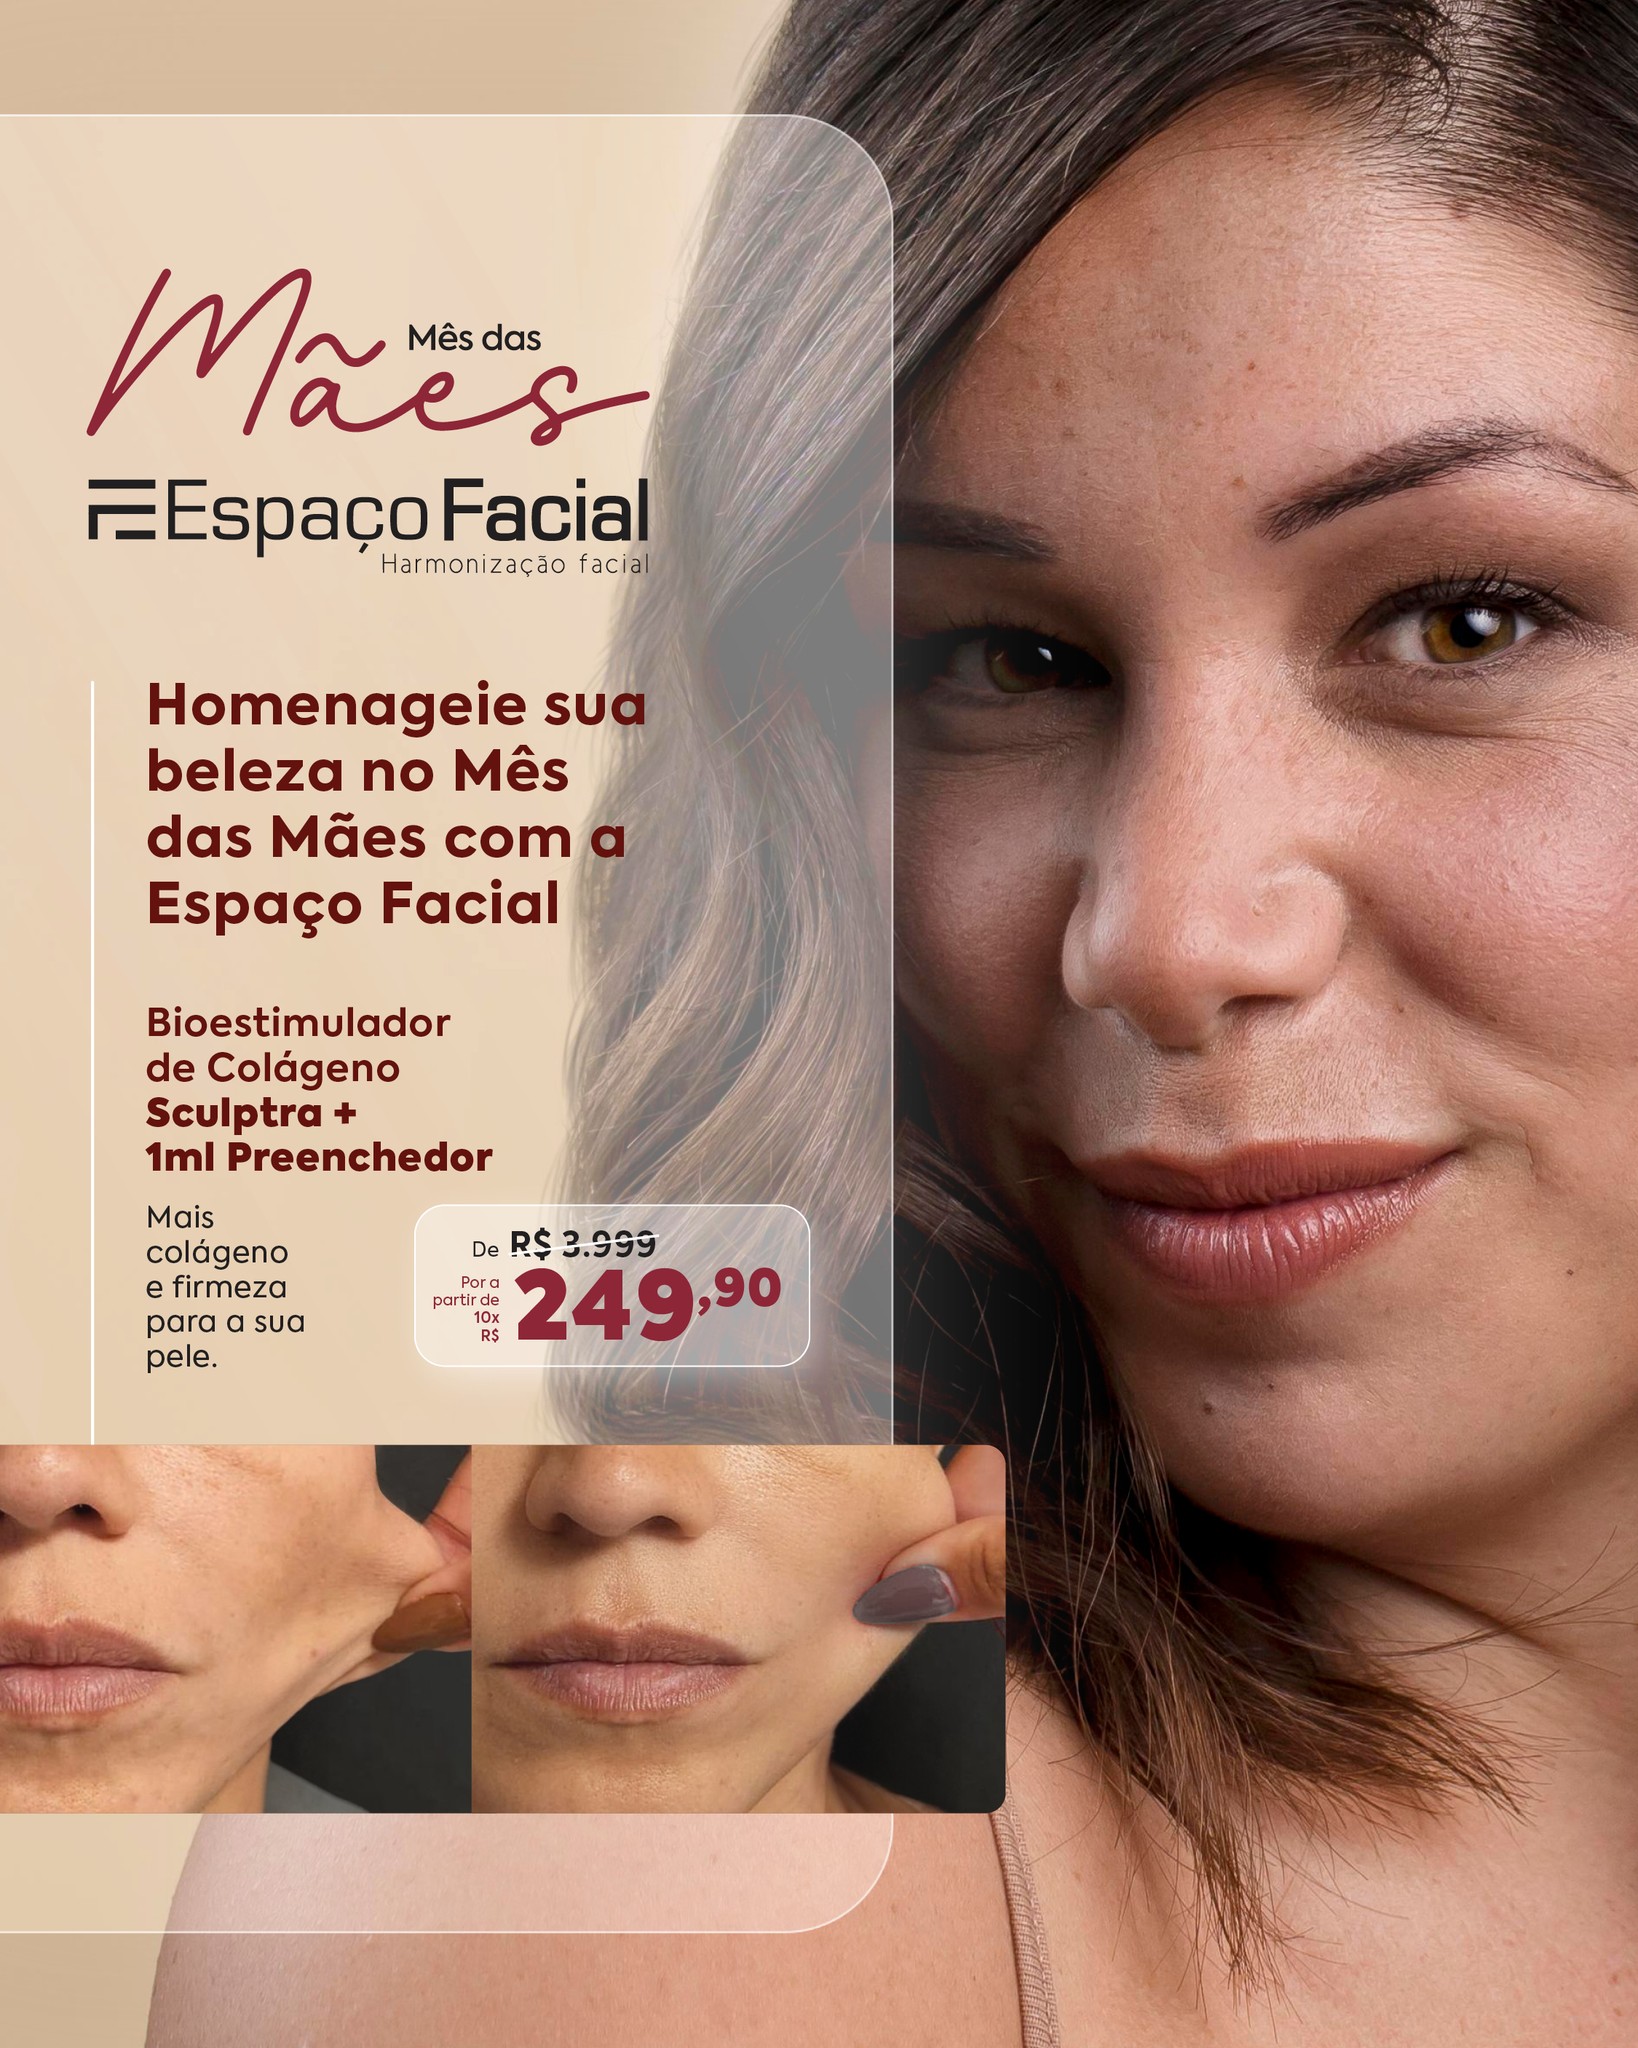 Mês das
Mães
Espaço Facial
Harmonização facial
Homenageie sua
beleza no Mês
das Mães com a
Espaço Facial
Bioestimulador
de Colágeno
Sculptra +
1ml Preenchedor
Mais
colágeno
e firmeza
para a sua
pele.
De R$ 3.999
Por a
partir de
10x
R$
249,90